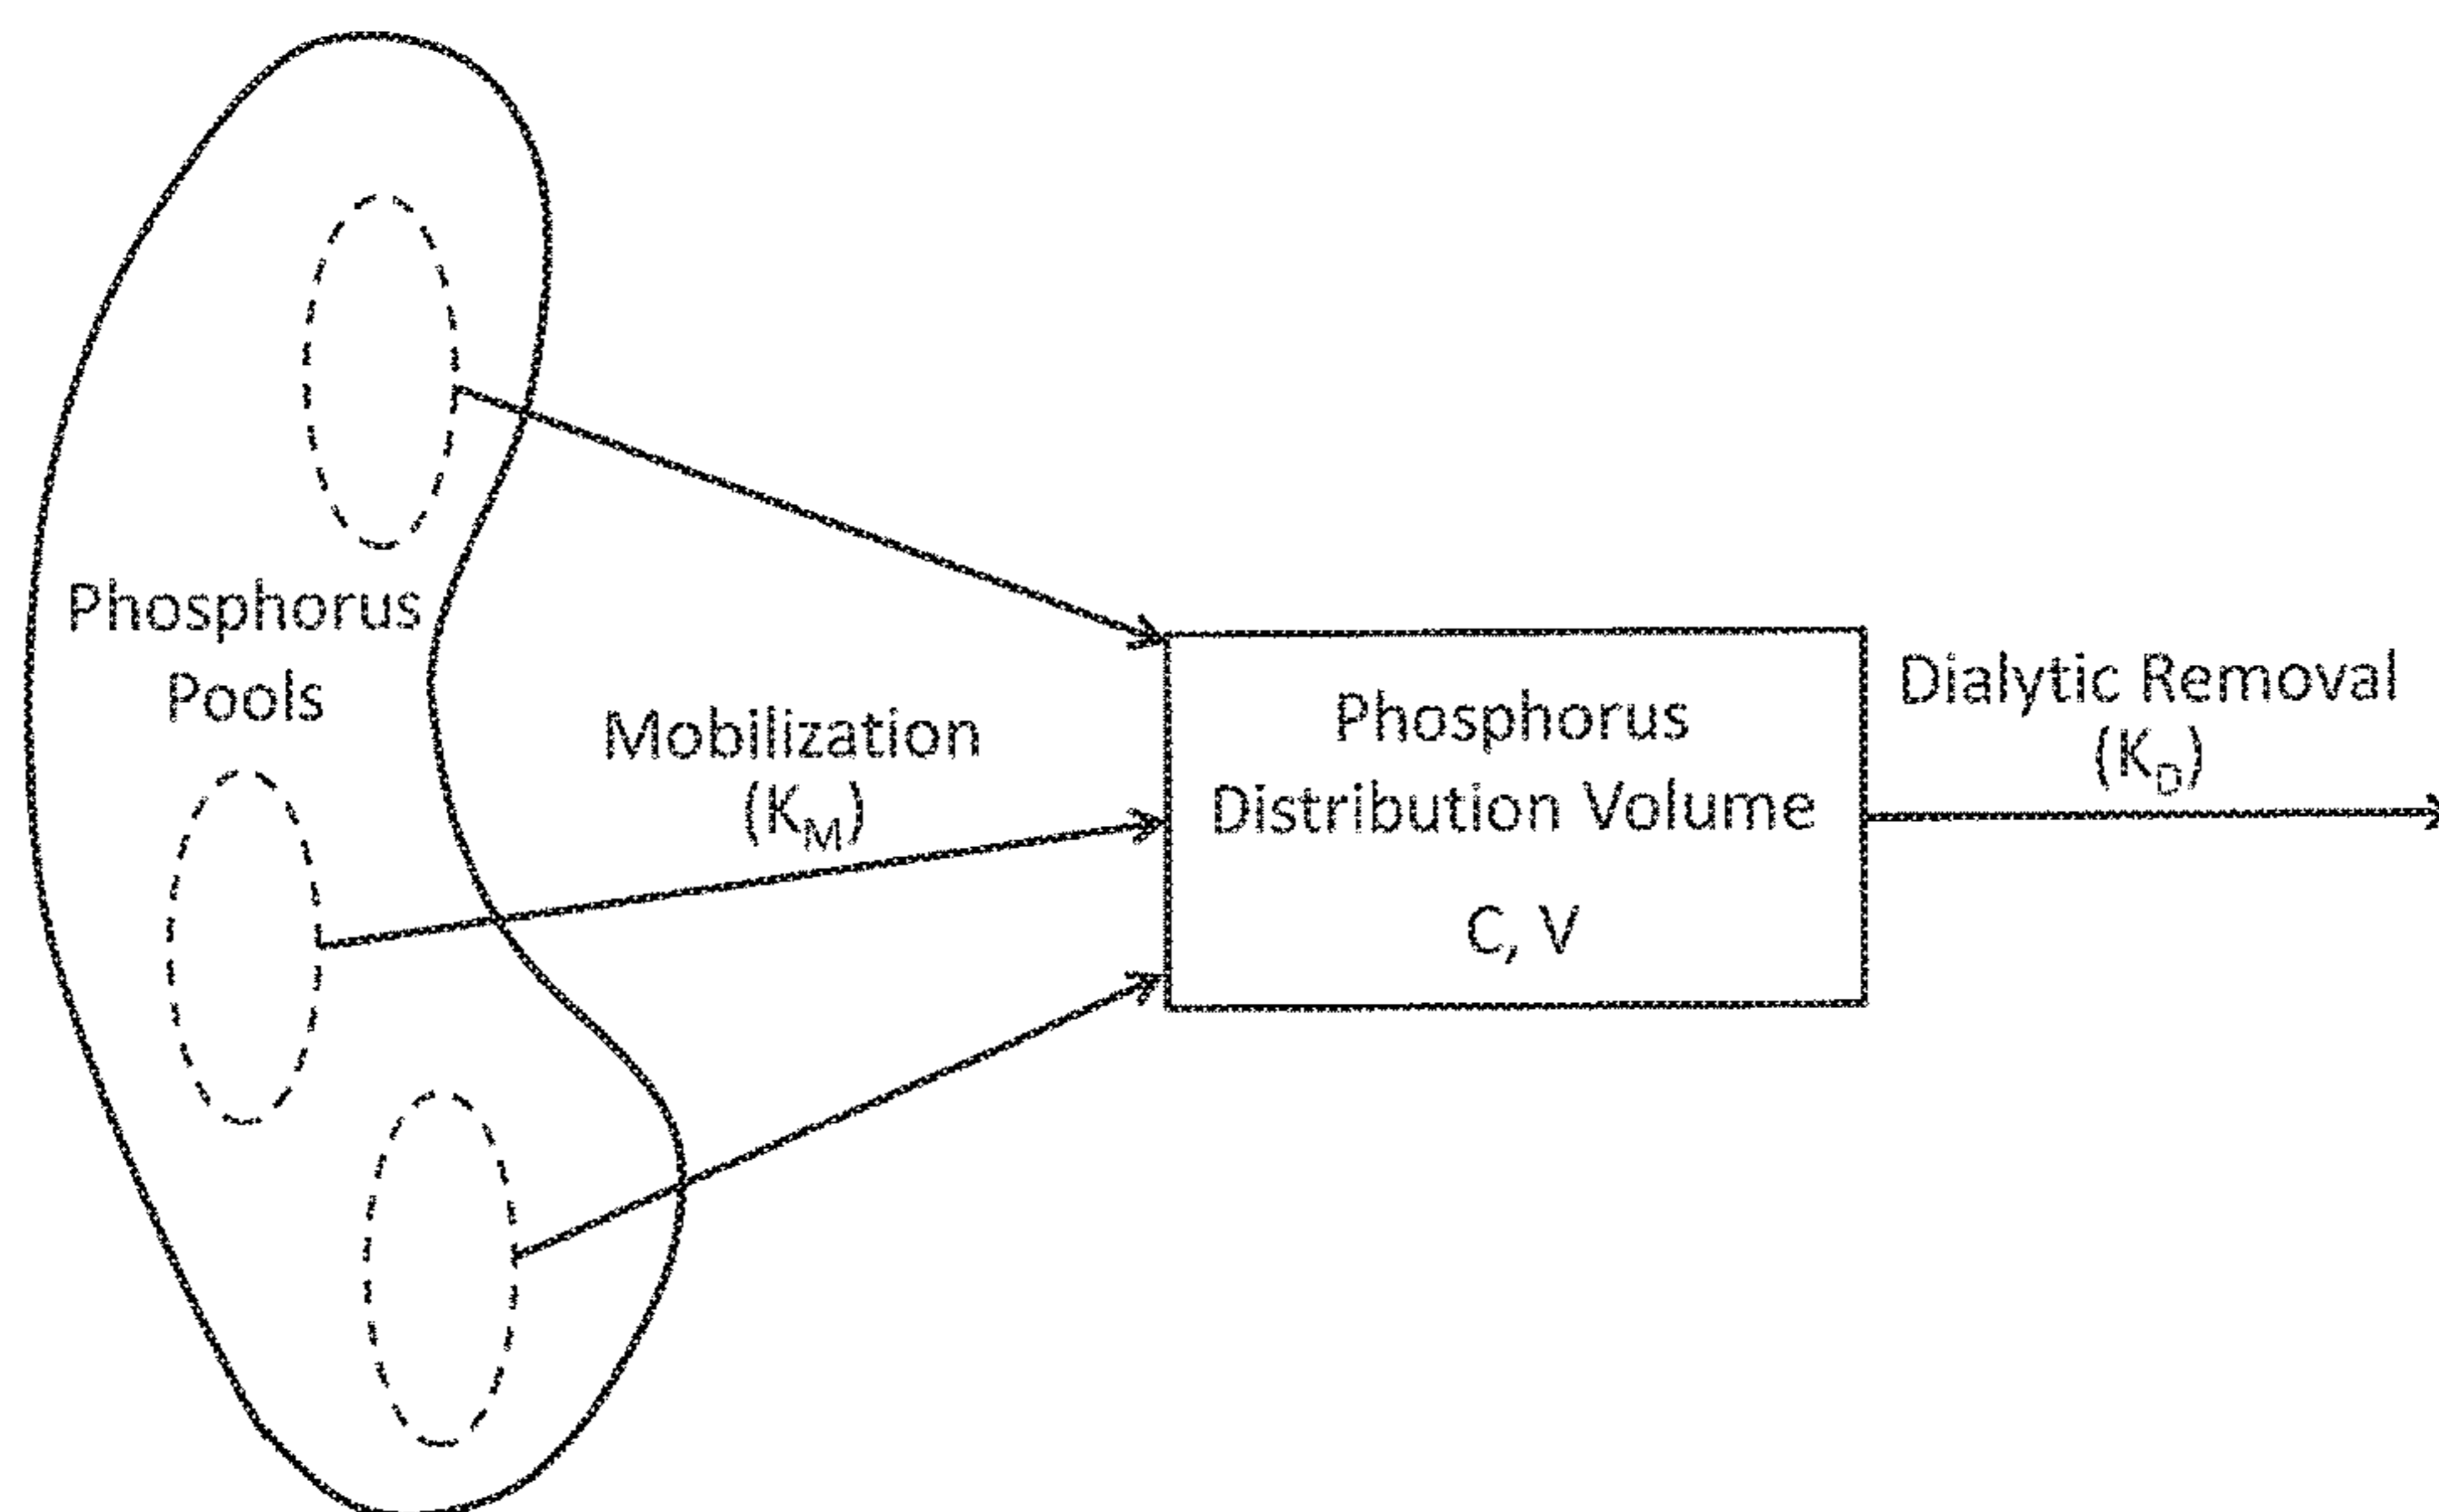 Phosphorus
Pools
Mobilization
(K_M)
Phosphorus
Distribution Volume
C, V
Dialytic Removal
(K_D)